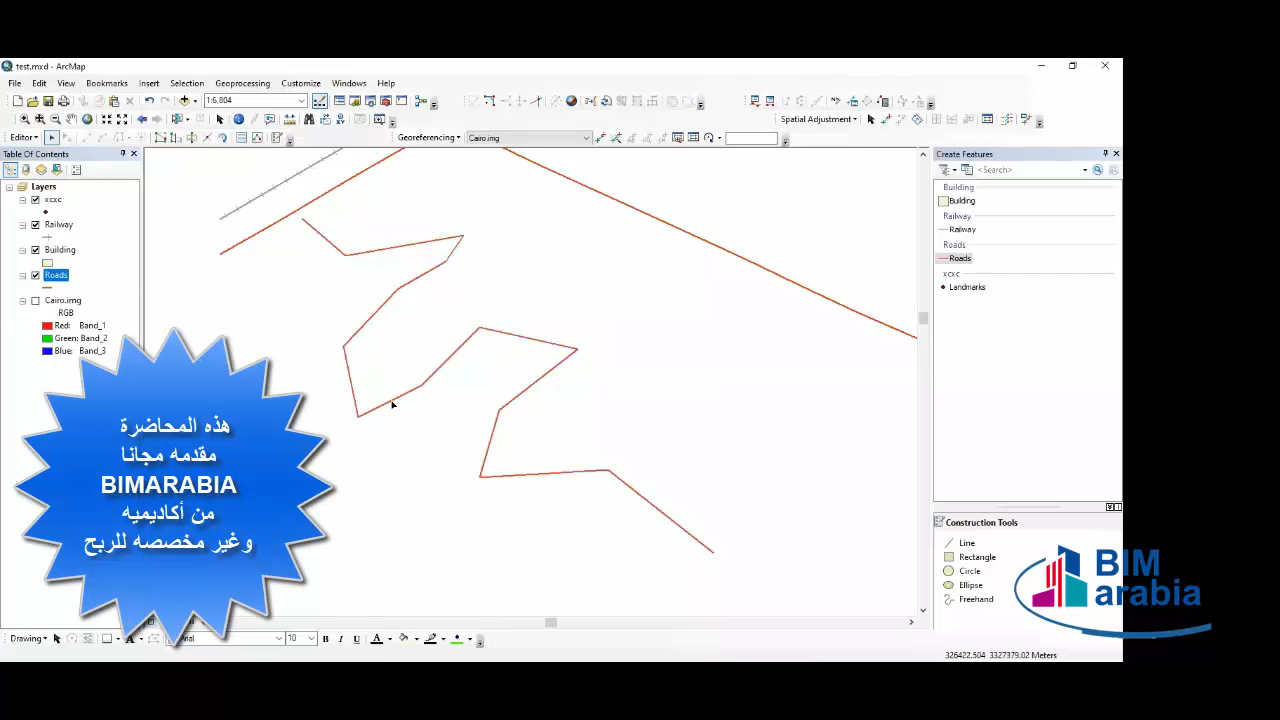 test.mxd - ArcMap
File Edit View Bookmarks Insert Selection Geoprocessing Customize Windows Help
1:6,804
Editor Georeferencing Cairo.img Spatial Adjustment
Table Of Contents
Layers
xcxc
Railway
Building
Roads
Cairo.img
RGB
Red: Band_1
Green: Band_2
Blue: Band_3
هذه المحاضرة
مقدمه مجانا
BIMARABIA
من أكاديميه
وغير مخصصه للربح
Create Features
<Search>
Building
Building
Railway
Railway
Roads
Roads
xcxc
Landmarks
Construction Tools
Line
Rectangle
Circle
Ellipse
Freehand
BIM
arabia
Drawing A 10 B I U A
326422.504 3327379.02 Meters